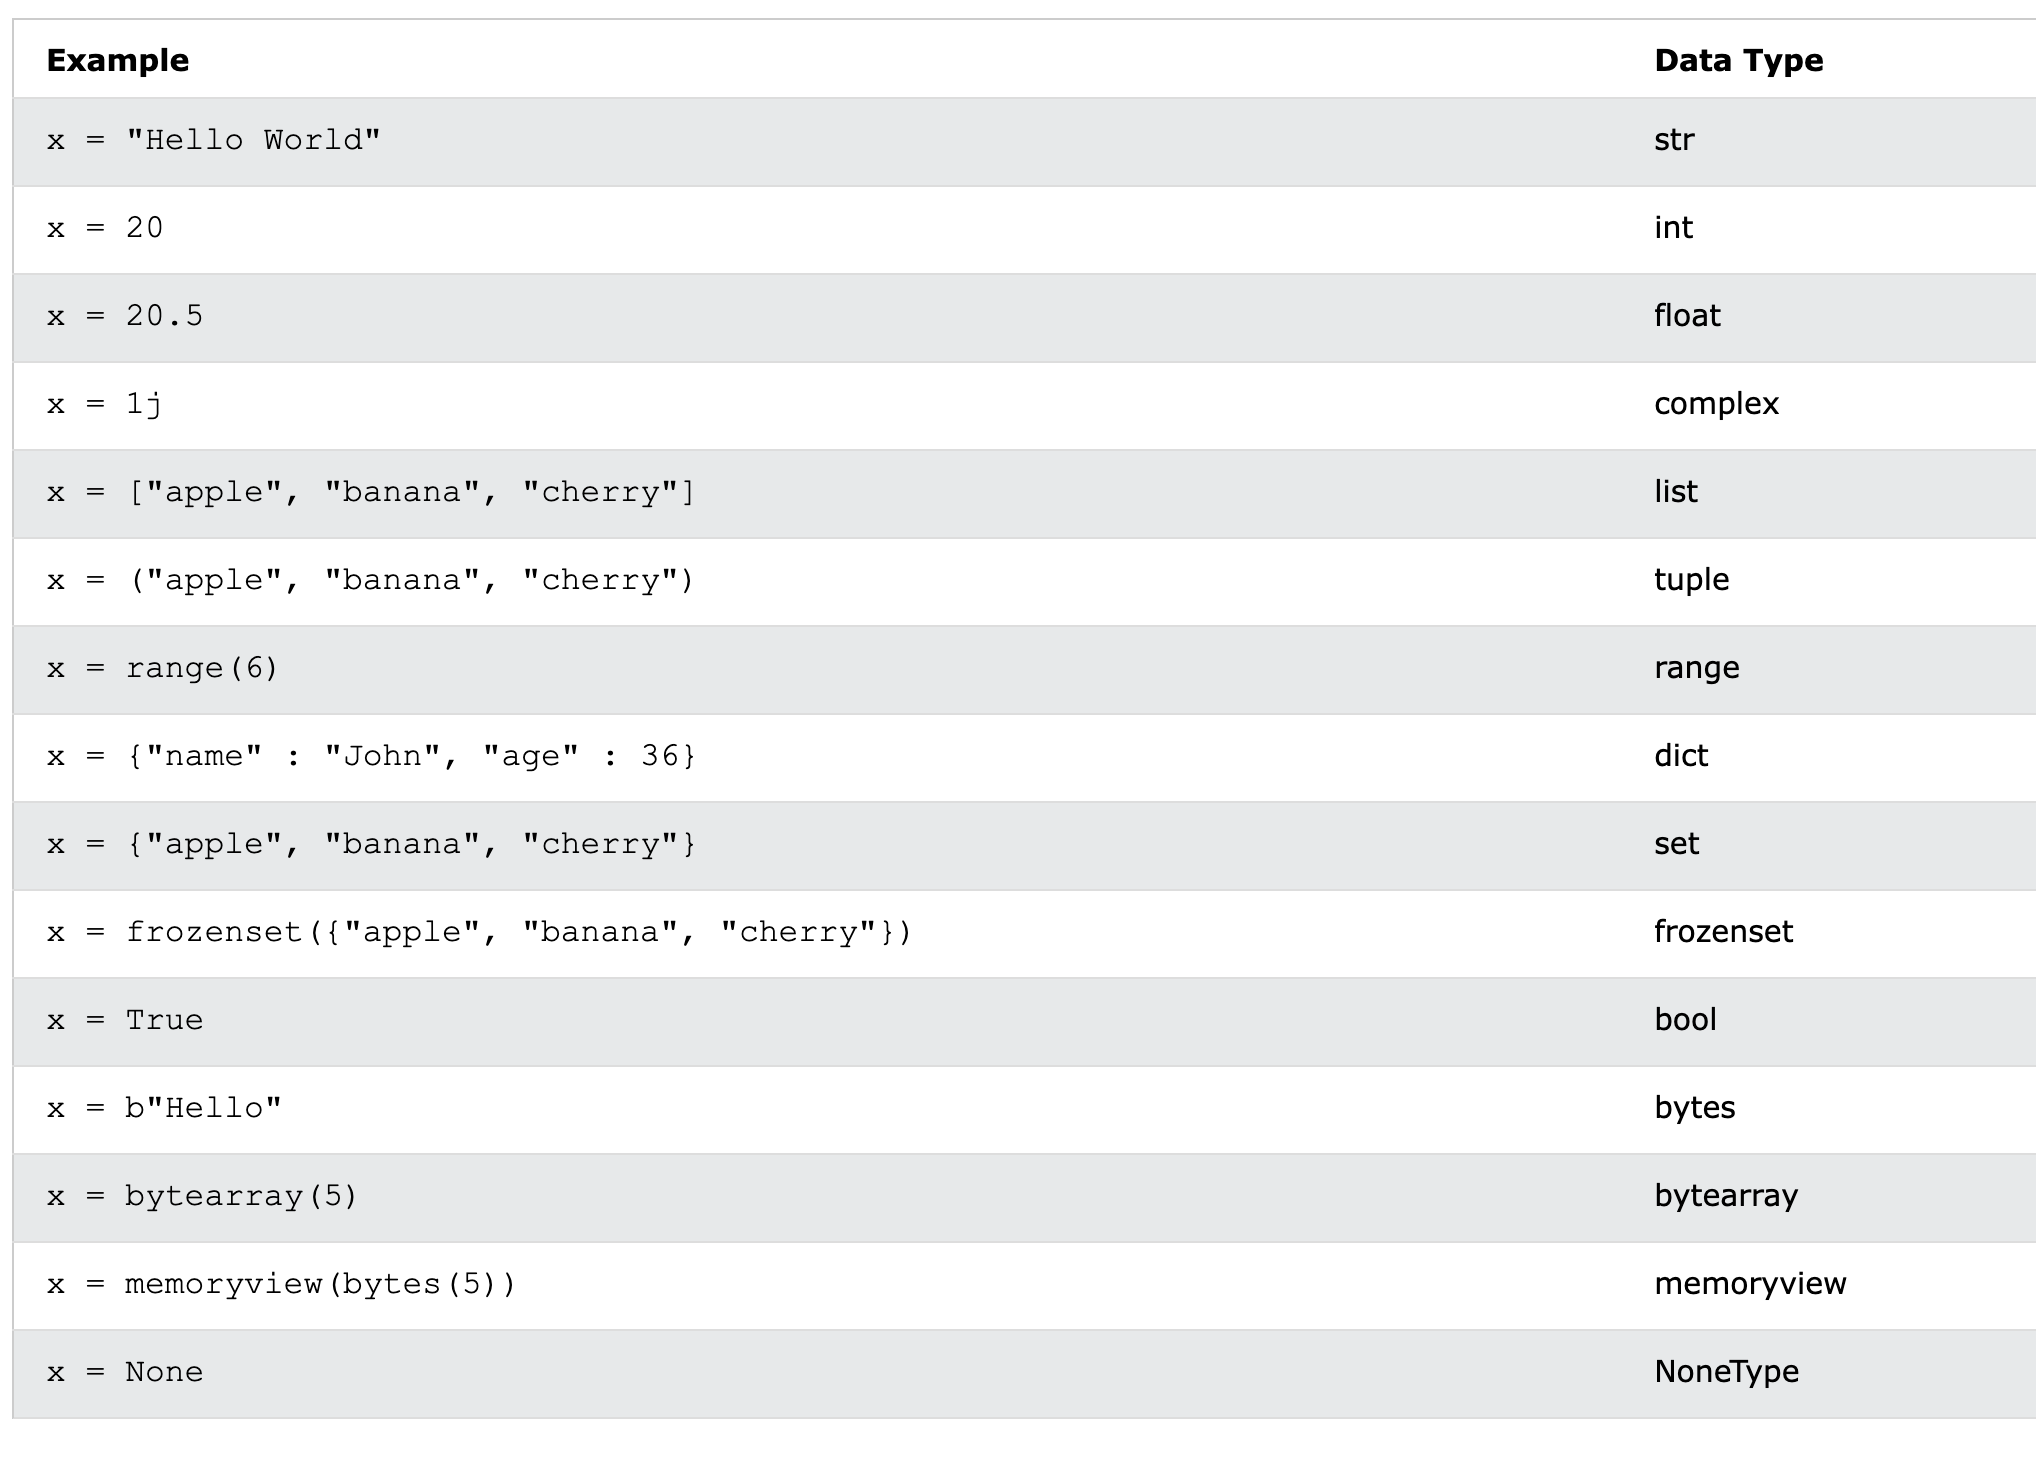 Example Data Type
x = "Hello World" str
x = 20 int
x = 20.5 float
x = 1j complex
x = ["apple", "banana", "cherry"] list
x = ("apple", "banana", "cherry") tuple
x = range(6) range
x = {"name" : "John", "age" : 36} dict
x = {"apple", "banana", "cherry"} set
x = frozenset({"apple", "banana", "cherry"}) frozenset
x = True bool
x = b"Hello" bytes
x = bytearray(5) bytearray
x = memoryview(bytes(5)) memoryview
x = None NoneType